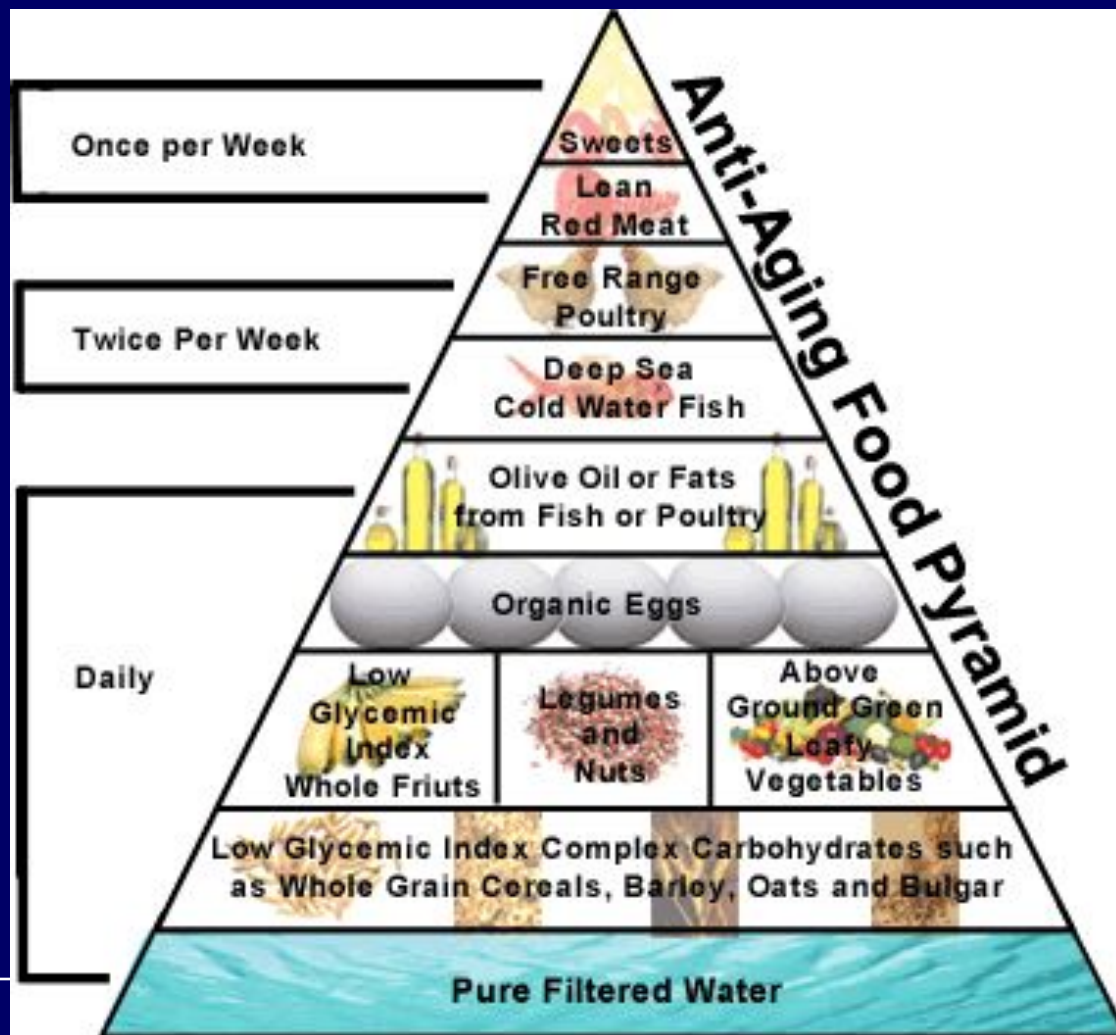 Anti-Aging Food Pyramid
Once per Week
Sweets
Lean
Red Meat
Twice Per Week
Free Range
Poultry
Deep Sea
Cold Water Fish
Daily
Olive Oil or Fats
from Fish or Poultry
Organic Eggs
Low
Glycemic
Index
Whole Friuts
Legumes
and
Nuts
Above
Ground Green
Leafy
Vegetables
Low Glycemic Index Complex Carbohydrates such
as Whole Grain Cereals, Barley, Oats and Bulgar
Pure Filtered Water